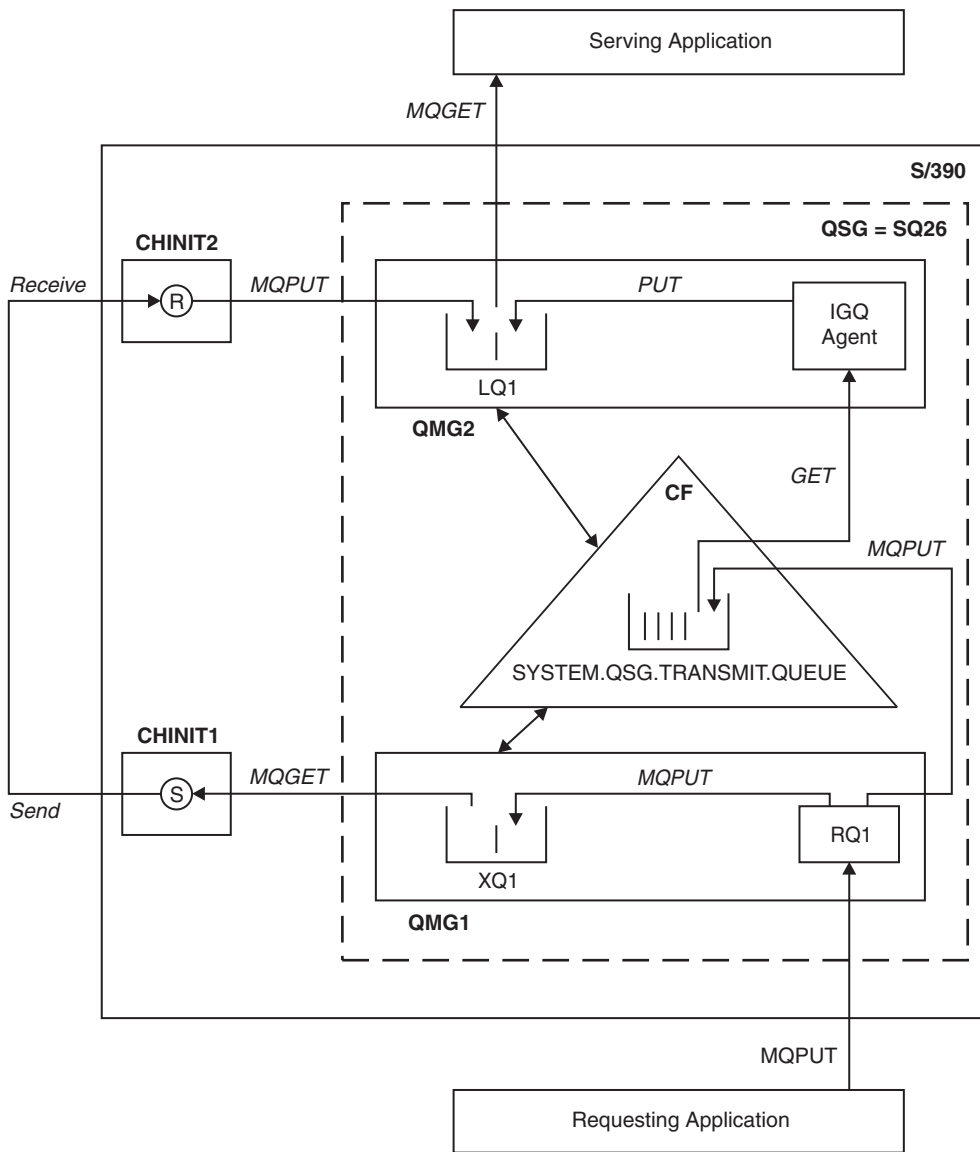 Serving Application
MQGET
S/390
QSG = SQ26
CHINIT2
Receive
R
MQPUT
PUT
IGQ
Agent
LQ1
QMG2
GET
CF
MQPUT
SYSTEM.QSG.TRANSMIT.QUEUE
CHINIT1
MQGET
MQPUT
S
Send
RQ1
XQ1
QMG1
MQPUT
Requesting Application